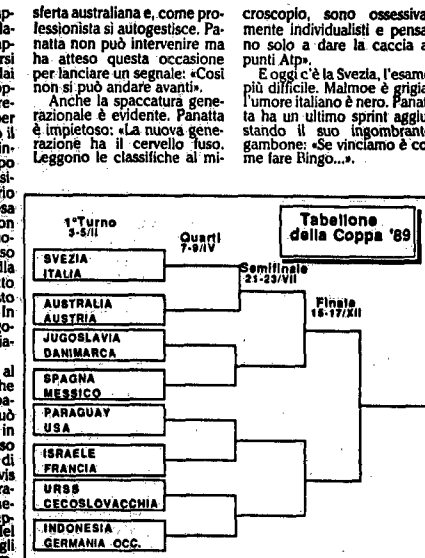 sferta australiana e, come pro-
fessionista si autogestisce. Pa-
natta non può intervenire ma
ha atteso questa occasione
per lanciare un segnale: «Così
non si può andare avanti».
Anche la spaccatura gene-
razionale è evidente. Panatta
è impietoso: «La nuova gene-
razione ha il cervello fuso.
Leggono le classifiche al mi-
croscopio, sono ossessiva
mente individualisti e pensa
no solo a dare la caccia a
punti Atp».
E oggi c'è la Svezia, l'esame
più difficile. Malmoe è grigia
l'umore italiano è nero. Panat
ta ha un ultimo sprint aggiu
stando il suo ingombrante
gambone: «Se vinciamo è co
me fare Bingo...».
Tabellone
della Coppa '89
1° Turno
3-5/II
Quarti
7-9/IV
Semifinale
21-23/VII
Finale
15-17/XII
SVEZIA
ITALIA
AUSTRALIA
AUSTRIA
JUGOSLAVIA
DANIMARCA
SPAGNA
MESSICO
PARAGUAY
USA
ISRAELE
FRANCIA
URSS
CECOSLOVACCHIA
INDONESIA
GERMANIA OCC.